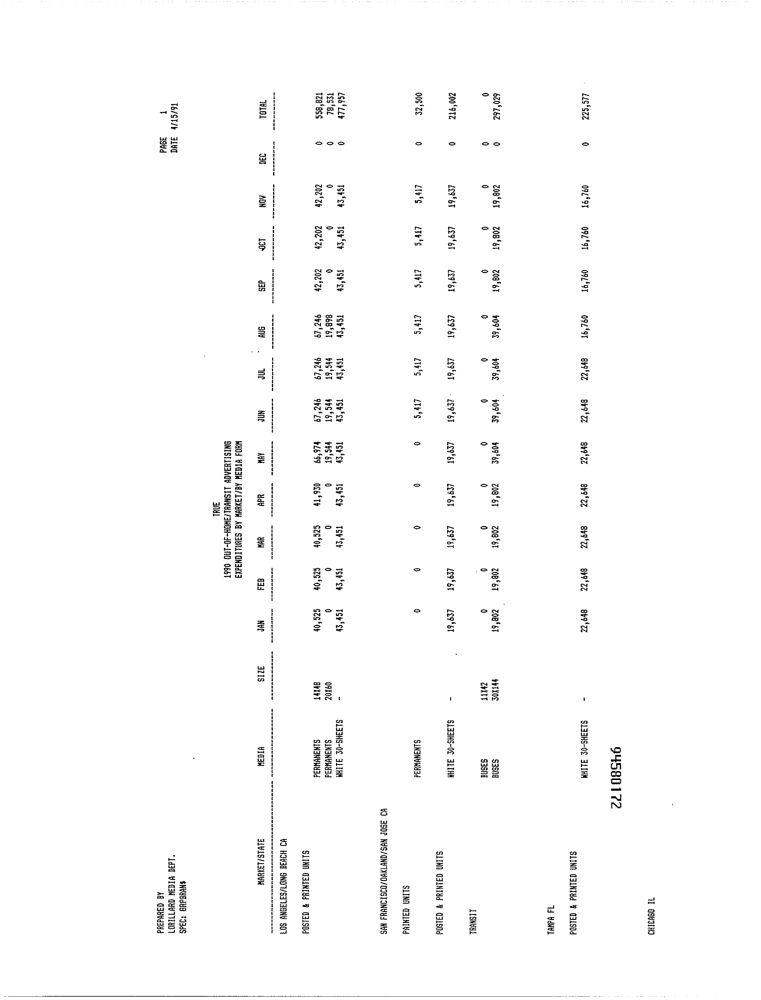 PREPARED BY PAGE 1
LORILLARD MEDIA DEPT. DATE 4/15/91
SPEC: GRPBRAN$
TRUE
1990 OUT-OF-HOME/TRANSIT ADVERTISING
EXPENDITURES BY MARKET/BY MEDIA FORM
MARKET/STATE MEDIA SIZE JAN FEB MAR APR MAY JUN JUL AUG SEP OCT NOV DEC TOTAL
LOS ANGELES/LONG BEACH CA
POSTED & PRINTED UNITS
PERMANENTS 14X48 40,525 40,525 40,525 41,930 66,974 67,246 67,246 67,246 42,202 42,202 42,202 0 558,821
PERMANENTS 20X60 0 0 0 0 19,544 19,544 19,544 19,898 0 0 0 0 78,531
WHITE 30-SHEETS - 43,451 43,451 43,451 43,451 43,451 43,451 43,451 43,451 43,451 43,451 43,451 0 477,957
SAN FRANCISCO/OAKLAND/SAN JOSE CA
PAINTED UNITS
PERMANENTS 0 0 0 0 0 5,417 5,417 5,417 5,417 5,417 5,417 0 32,500
POSTED & PRINTED UNITS
WHITE 30-SHEETS - 19,637 19,637 19,637 19,637 19,637 19,637 19,637 19,637 19,637 19,637 19,637 0 216,002
TRANSIT
BUSES 11X42 0 0 0 0 0 0 0 0 0 0 0 0 0
BUSES 30X144 19,802 19,802 19,802 19,802 39,604 39,604 39,604 39,604 19,802 19,802 19,802 0 297,029
TAMPA FL
POSTED & PRINTED UNITS
WHITE 30-SHEETS - 22,648 22,648 22,648 22,648 22,648 22,648 22,648 16,760 16,760 16,760 16,760 0 225,577
94580172
CHICAGO IL